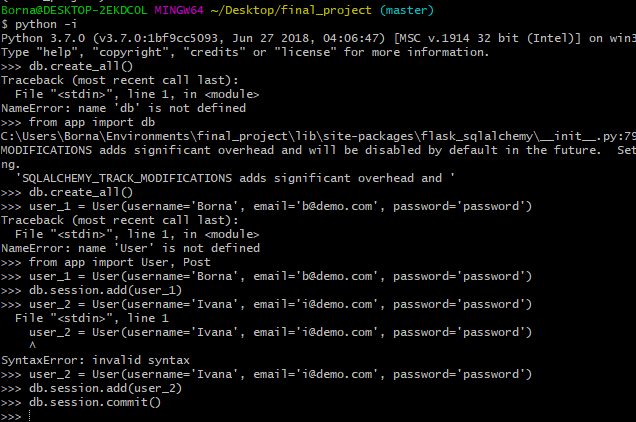 Borna@DESKTOP-2EKDCOL MINGW64 ~/Desktop/final_project (master)
$ python -i
Python 3.7.0 (v3.7.0:1bf9cc5093, Jun 27 2018, 04:06:47) [MSC v.1914 32 bit (Intel)] on win3
Type "help", "copyright", "credits" or "license" for more information.
>>> db.create_all()
Traceback (most recent call last):
  File "<stdin>", line 1, in <module>
NameError: name 'db' is not defined
>>> from app import db
C:\Users\Borna\Environments\final_project\lib\site-packages\flask_sqlalchemy\__init__.py:79
MODIFICATIONS adds significant overhead and will be disabled by default in the future.  Set
ng.
  'SQLALCHEMY_TRACK_MODIFICATIONS adds significant overhead and '
>>> db.create_all()
>>> user_1 = User(username='Borna', email='b@demo.com', password='password')
Traceback (most recent call last):
  File "<stdin>", line 1, in <module>
NameError: name 'User' is not defined
>>> from app import User, Post
>>> user_1 = User(username='Borna', email='b@demo.com', password='password')
>>> db.session.add(user_1)
>>> user_2 = User(username='Ivana', email='i@demo.com', password='password')
  File "<stdin>", line 1
    user_2 = User(username='Ivana', email='i@demo.com', password='password')
    ^
SyntaxError: invalid syntax
>>> user_2 = User(username='Ivana', email='i@demo.com', password='password')
>>> db.session.add(user_2)
>>> db.session.commit()
>>>